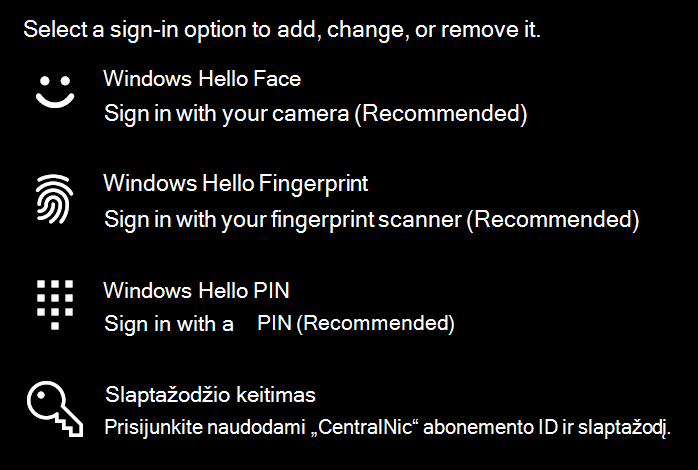 Select a sign-in option to add, change, or remove it.
Windows Hello Face
Sign in with your camera (Recommended)
Windows Hello Fingerprint
Sign in with your fingerprint scanner (Recommended)
Windows Hello PIN
Sign in with a PIN (Recommended)
Slaptažodžio keitimas
Prisijunkite naudodami „CentralNic“ abonemento ID ir slaptažodį.